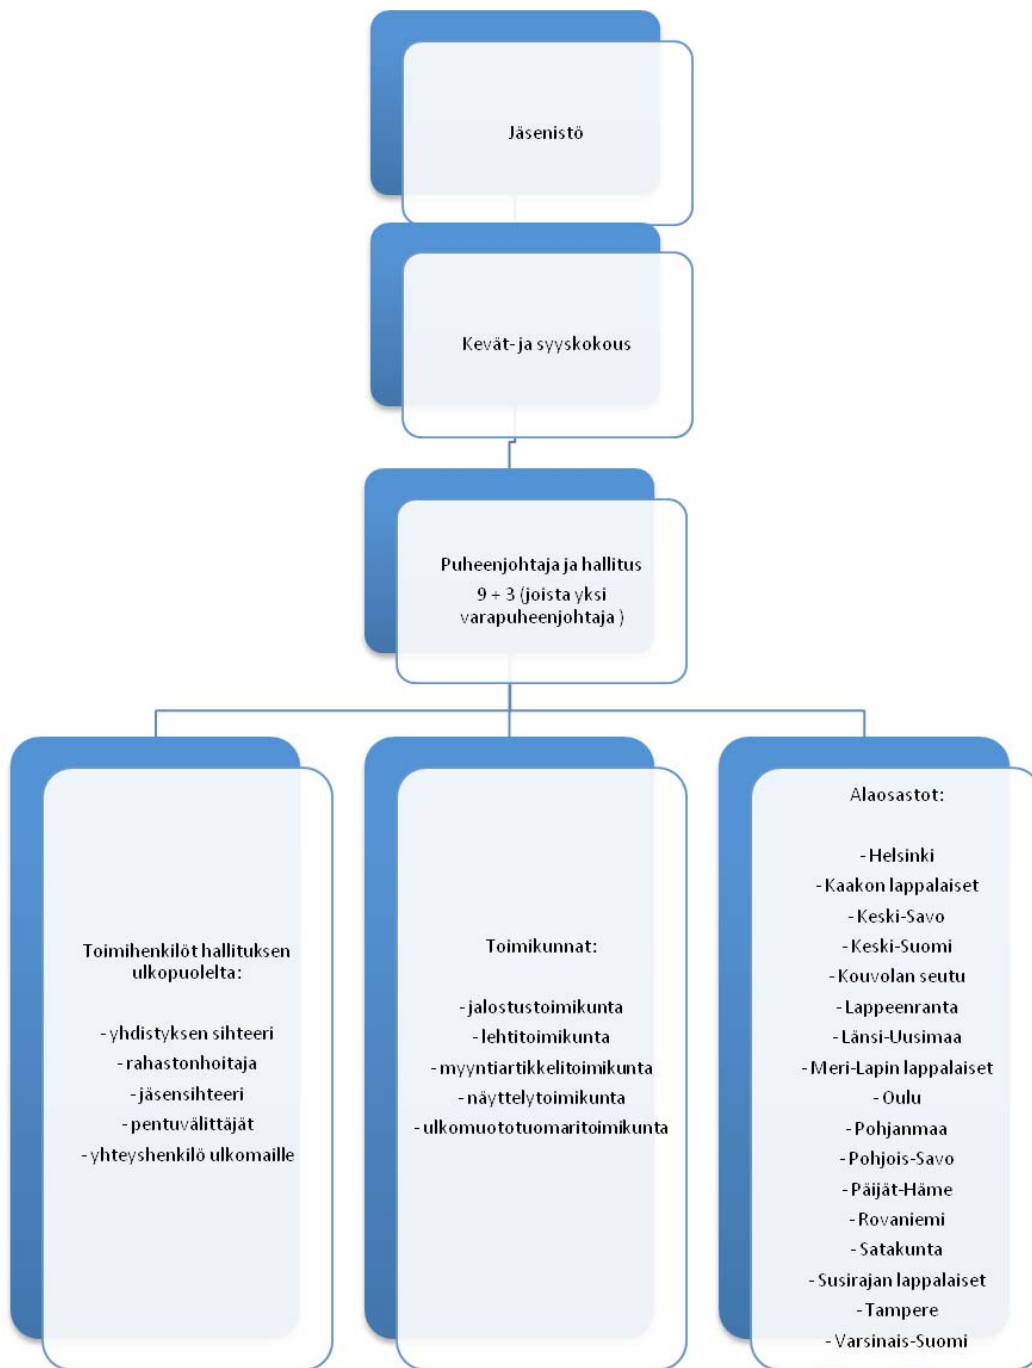 Jäsenistö
Kevät- ja syyskokous
Puheenjohtaja ja hallitus
9 + 3 (joista yksi
varapuheenjohtaja )
Toimihenkilöt hallituksen
ulkopuolelta:
- yhdistyksen sihteeri
- rahastonhoitaja
- jäsensihteeri
- pentuvälittäjät
- yhteyshenkilö ulkomaille
Toimikunnat:
- jalostustoimikunta
- lehtitoimikunta
- myyntiartikkelitoimikunta
- näyttelytoimikunta
- ulkomuototuomaritoimikunta
Alaosastot:
- Helsinki
- Kaakon lappalaiset
- Keski-Savo
- Keski-Suomi
- Kouvolan seutu
- Lappeenranta
- Länsi-Uusimaa
- Meri-Lapin lappalaiset
- Oulu
- Pohjanmaa
- Pohjois-Savo
- Päijät-Häme
- Rovaniemi
- Satakunta
- Susirajan lappalaiset
- Tampere
- Varsinais-Suomi